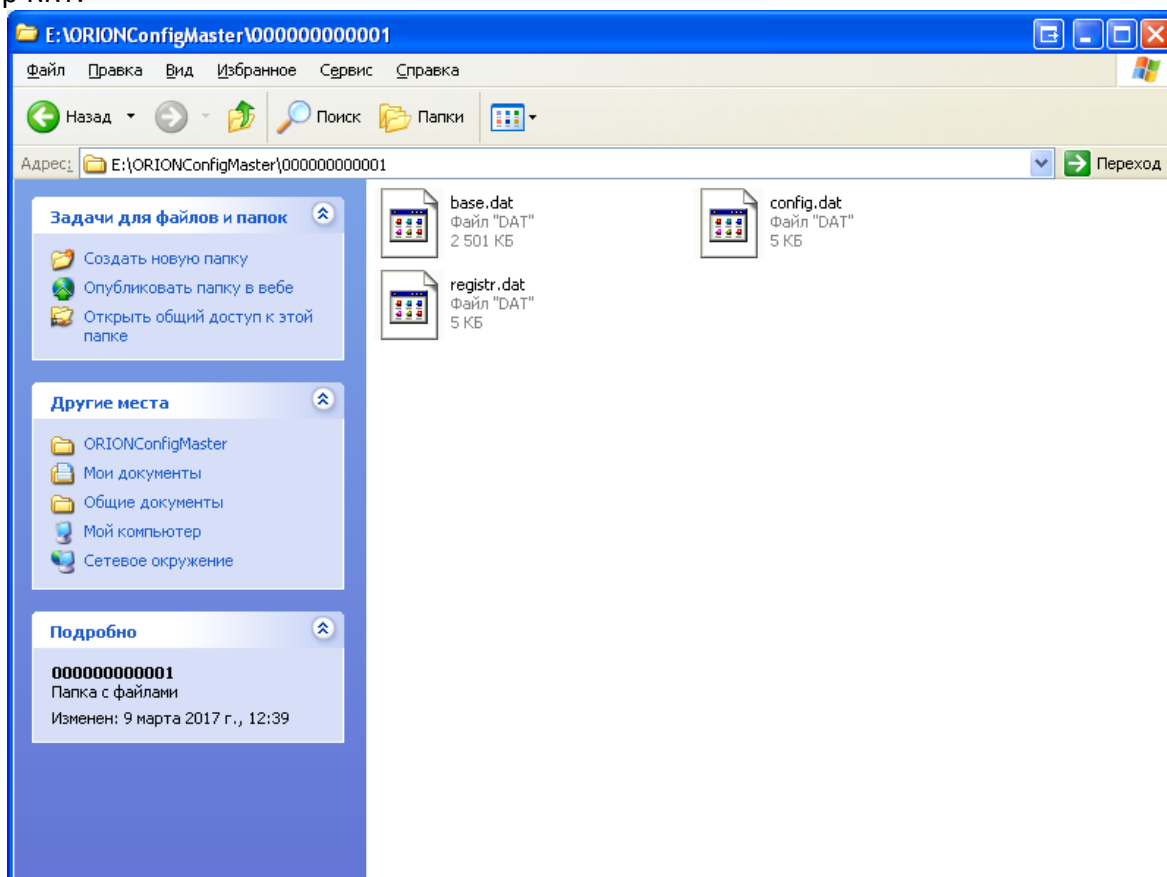 E:\ORIONConfigMaster\000000000001
Файл Правка Вид Избранное Сервис Справка
Назад Поиск Папки
Адрес: E:\ORIONConfigMaster\000000000001 Переход
Задачи для файлов и папок
Создать новую папку
Опубликовать папку в вебе
Открыть общий доступ к этой
папке
Другие места
ORIONConfigMaster
Мои документы
Общие документы
Мой компьютер
Сетевое окружение
Подробно
000000000001
Папка с файлами
Изменен: 9 марта 2017 г., 12:39
base.dat
Файл "DAT"
2 501 КБ
config.dat
Файл "DAT"
5 КБ
registr.dat
Файл "DAT"
5 КБ